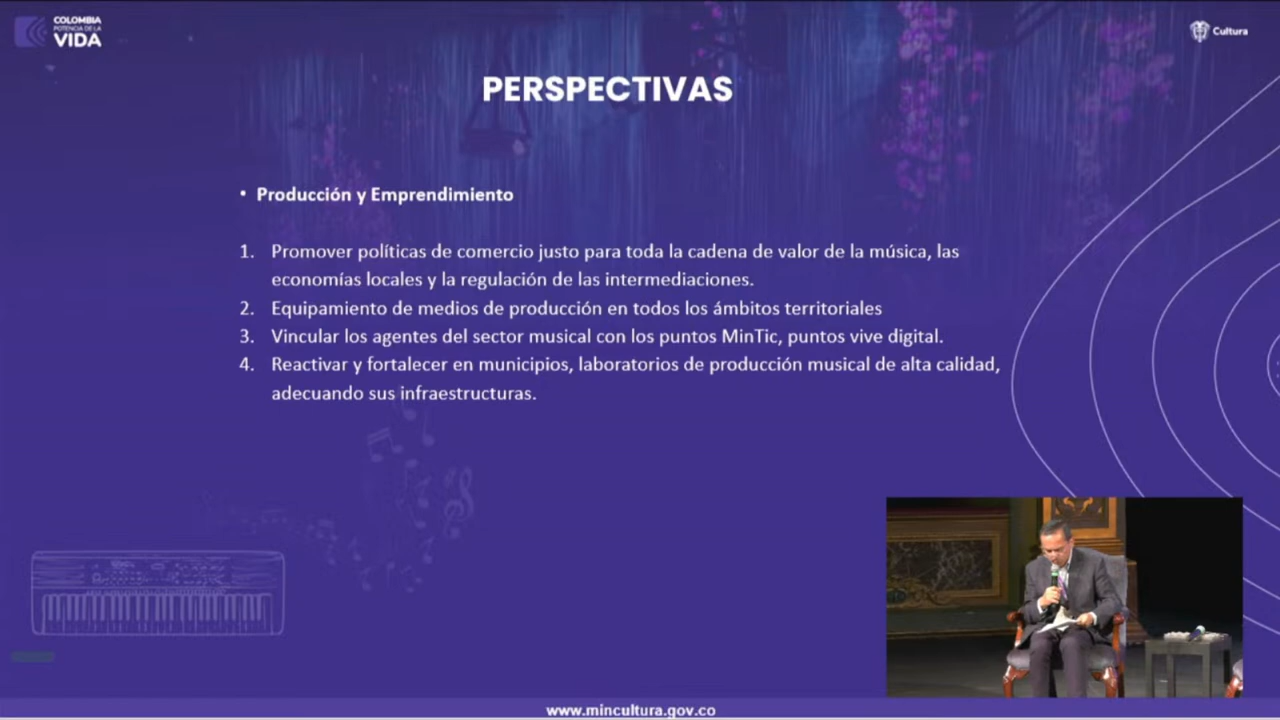 COLOMBIA
POTENCIA DE LA
VIDA
Cultura
PERSPECTIVAS
• Producción y Emprendimiento
1. Promover políticas de comercio justo para toda la cadena de valor de la música, las
economías locales y la regulación de las intermediaciones.
2. Equipamiento de medios de producción en todos los ámbitos territoriales
3. Vincular los agentes del sector musical con los puntos MinTic, puntos vive digital.
4. Reactivar y fortalecer en municipios, laboratorios de producción musical de alta calidad,
adecuando sus infraestructuras.
www.mincultura.gov.co